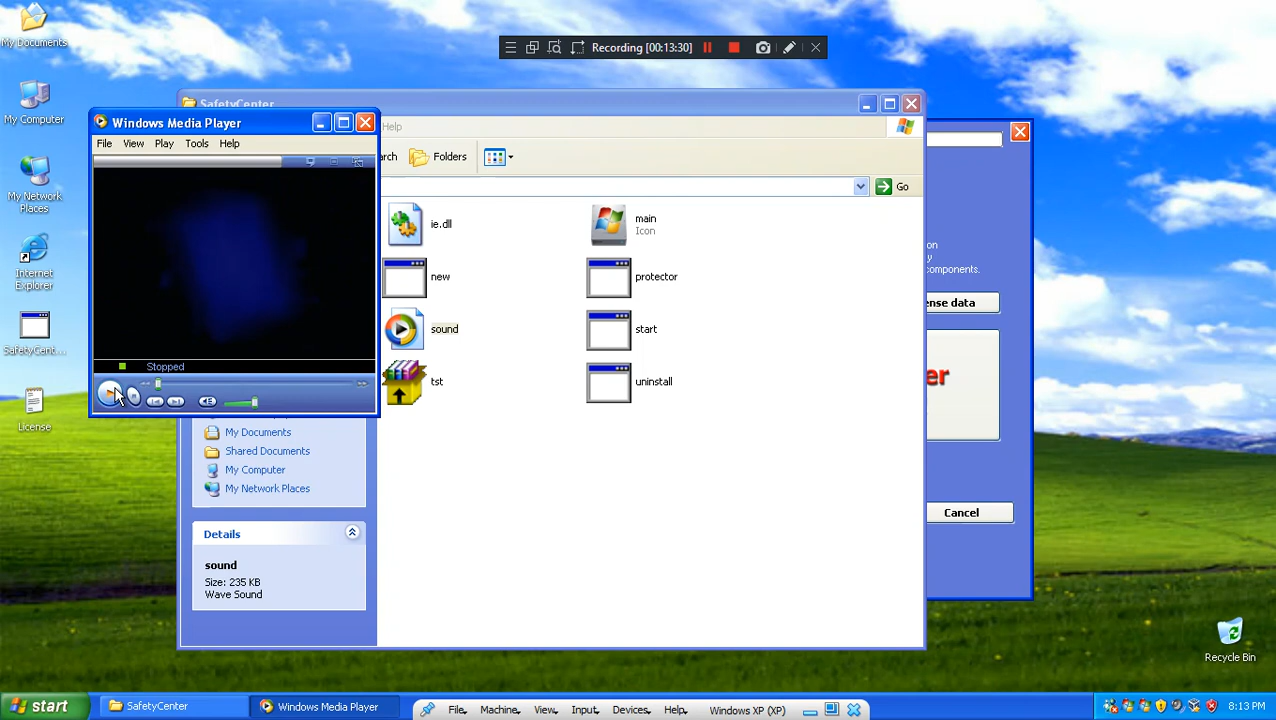 My Documents
My Computer
My Network
Places
Internet
Explorer
SafetyCent...
License
Recording [00:13:30]
SafetyCenter
Windows Media Player
File View Play Tools Help
Stopped
Help
arch Folders
Go
ie.dll
main
Icon
new
protector
sound
start
tst
uninstall
My Documents
Shared Documents
My Computer
My Network Places
Details
sound
Size: 235 KB
Wave Sound
on
y
components.
ense data
er
Cancel
Recycle Bin
start SafetyCenter Windows Media Player
File, Machine, View, Input, Devices, Help, Windows XP (XP)
8:13 PM